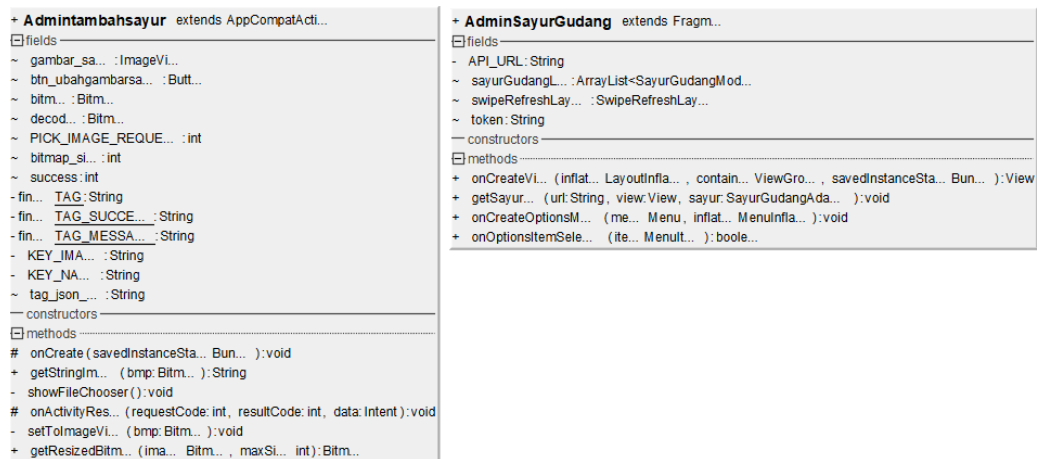 + Admintambahsayur extends AppCompatActi...
fields
~ gambar_sa... :ImageVi...
~ btn_ubahgambarsa... :Butt...
~ bitm... :Bitm...
~ decod... :Bitm...
~ PICK_IMAGE_REQUE... :int
~ bitmap_si... :int
~ success:int
- fin... TAG:String
- fin... TAG_SUCCE... :String
- fin... TAG_MESSA... :String
- KEY_IMA... :String
- KEY_NA... :String
~ tag_json_... :String
constructors
methods
# onCreate(savedInstanceSta... Bun... ):void
+ getStringIm... (bmp:Bitm... ):String
- showFileChooser():void
# onActivityRes... (requestCode:int, resultCode:int, data:Intent):void
- setToImageVi... (bmp:Bitm... ):void
+ getResizedBitm... (ima... Bitm... , maxSi... int):Bitm...
+ AdminSayurGudang extends Fragm...
fields
- API_URL:String
~ sayurGudangL... :ArrayList<SayurGudangMod...
~ swipeRefreshLay... :SwipeRefreshLay...
~ token:String
constructors
methods
+ onCreateVi... (inflat... LayoutInfla... , contain... ViewGro... , savedInstanceSta... Bun... ):View
+ getSayur... (url:String, view:View, sayur:SayurGudangAda... ):void
+ onCreateOptionsM... (me... Menu, inflat... MenuInfla... ):void
+ onOptionsItemSele... (ite... MenuIt... ):boole...